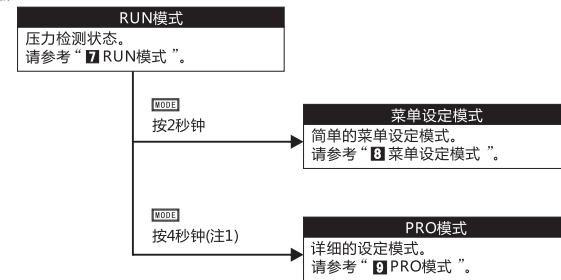 RUN模式
压力检测状态。
请参考“ 7 RUN模式 ”。
MODE
按2秒钟
菜单设定模式
简单的菜单设定模式。
请参考“ 8 菜单设定模式 ”。
MODE
按4秒钟(注1)
PRO模式
详细的设定模式。
请参考“ 9 PRO模式 ”。